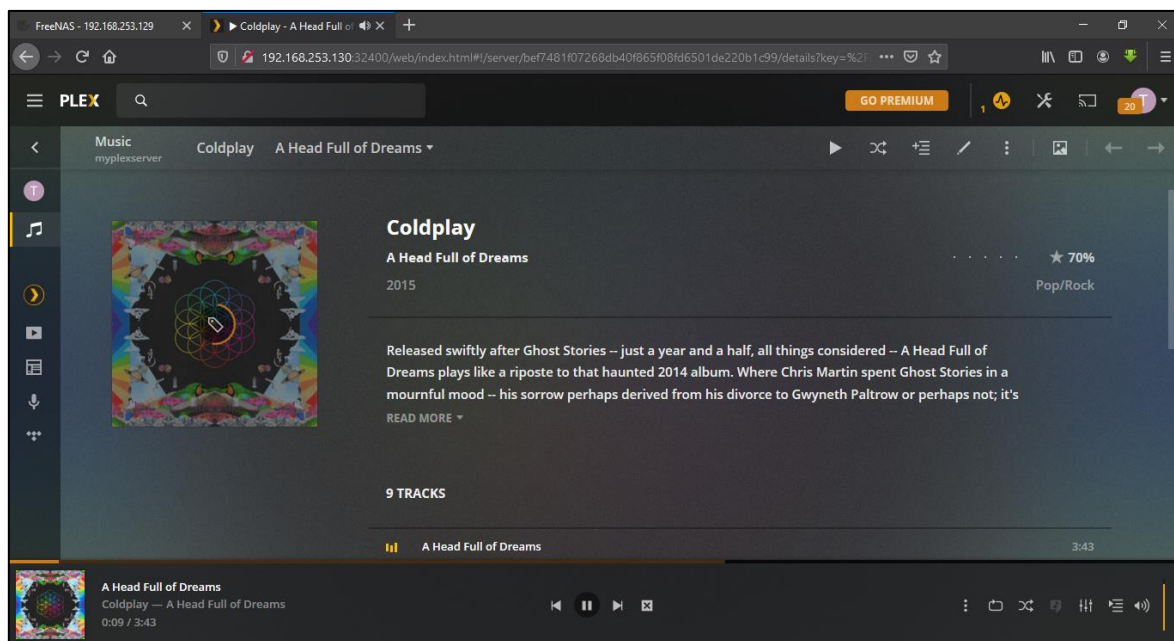 FreeNAS - 192.168.253.129
Coldplay - A Head Full of
192.168.253.130:32400/web/index.html#!/server/bef7481f07268db40f865f08fd6501de220b1c99/details?key=%2F
PLEX
GO PREMIUM
1
20
T
Music
myplexserver
Coldplay
A Head Full of Dreams
T
Coldplay
A Head Full of Dreams
70%
2015
Pop/Rock
Released swiftly after Ghost Stories -- just a year and a half, all things considered -- A Head Full of
Dreams plays like a riposte to that haunted 2014 album. Where Chris Martin spent Ghost Stories in a
mournful mood -- his sorrow perhaps derived from his divorce to Gwyneth Paltrow or perhaps not; it's
READ MORE
9 TRACKS
A Head Full of Dreams
3:43
A Head Full of Dreams
Coldplay — A Head Full of Dreams
0:09 / 3:43